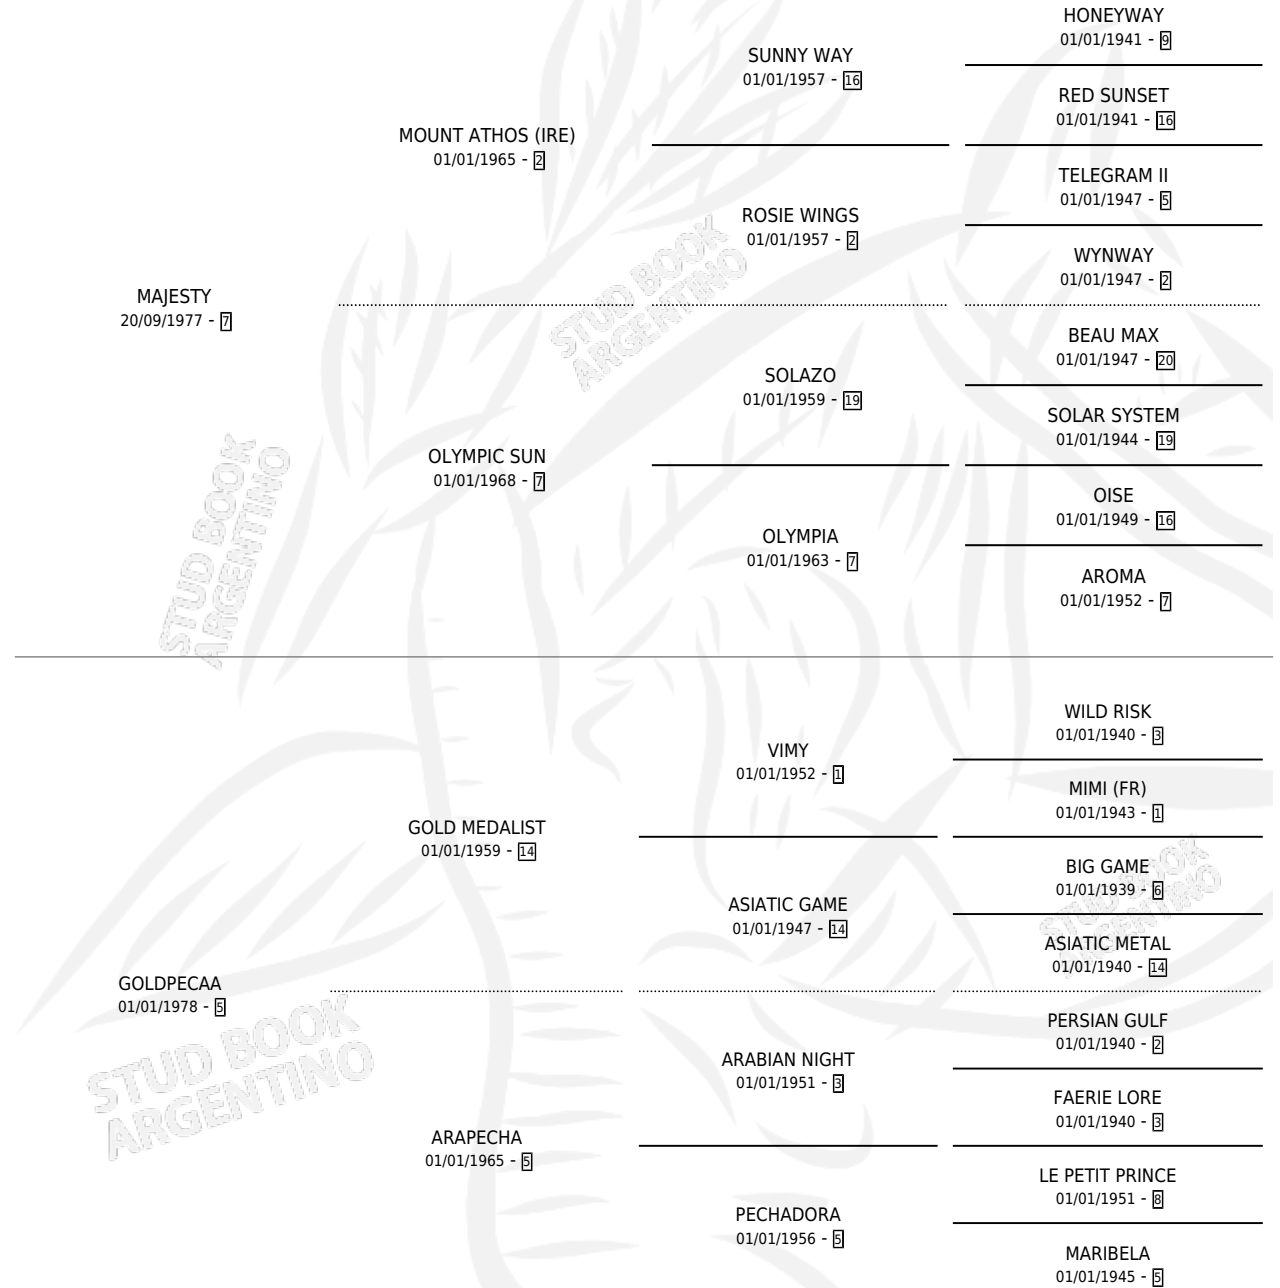 HONEYWAY
01/01/1941 - 9
SUNNY WAY
01/01/1957 - 16
RED SUNSET
01/01/1941 - 16
MOUNT ATHOS (IRE)
01/01/1965 - 2
TELEGRAM II
01/01/1947 - 5
ROSIE WINGS
01/01/1957 - 2
WYNWAY
01/01/1947 - 2
MAJESTY
20/09/1977 - 7
BEAU MAX
01/01/1947 - 20
SOLAZO
01/01/1959 - 19
SOLAR SYSTEM
01/01/1944 - 19
OLYMPIC SUN
01/01/1968 - 7
OISE
01/01/1949 - 16
OLYMPIA
01/01/1963 - 7
AROMA
01/01/1952 - 7
WILD RISK
01/01/1940 - 3
VIMY
01/01/1952 - 1
MIMI (FR)
01/01/1943 - 1
GOLD MEDALIST
01/01/1959 - 14
BIG GAME
01/01/1939 - 6
ASIATIC GAME
01/01/1947 - 14
ASIATIC METAL
01/01/1940 - 14
GOLDPECAA
01/01/1978 - 5
PERSIAN GULF
01/01/1940 - 2
ARABIAN NIGHT
01/01/1951 - 3
FAERIE LORE
01/01/1940 - 3
ARAPECHA
01/01/1965 - 5
LE PETIT PRINCE
01/01/1951 - 8
PECHADORA
01/01/1956 - 5
MARIBELA
01/01/1945 - 5
STUD BOOK
ARGENTINO
STUD BOOK
ARGENTINO
STUD BOOK
ARGENTINO
STUD BOOK
ARGENTINO